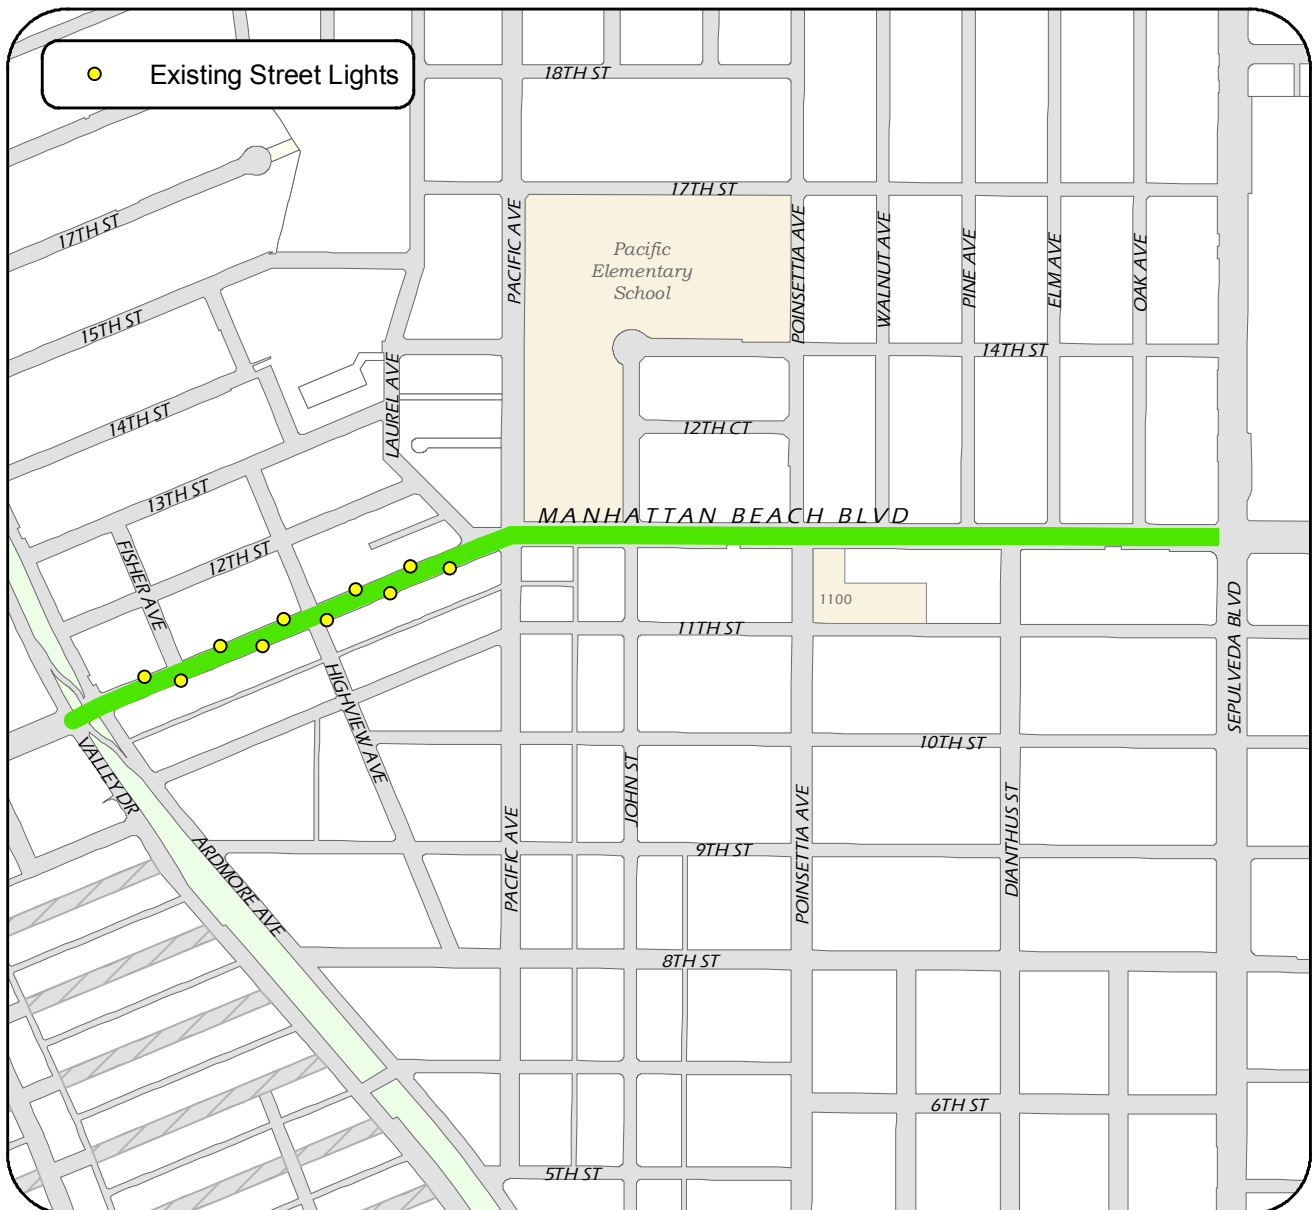 Existing Street Lights
18TH ST
17TH ST
17TH ST
PACIFIC AVE
Pacific
Elementary
School
POINSETTIA AVE
WALNUT AVE
PINE AVE
ELM AVE
OAK AVE
15TH ST
14TH ST
LAUREL AVE
14TH ST
12TH CT
13TH ST
MANHATTAN BEACH BLVD
FISHER AVE
12TH ST
1100
11TH ST
SEPULVEDA BLVD
HIGHVIEW AVE
VALLEY DR
10TH ST
JOHN ST
PACIFIC AVE
POINSETTIA AVE
DIANTHUS ST
ARDMORE AVE
9TH ST
8TH ST
6TH ST
5TH ST